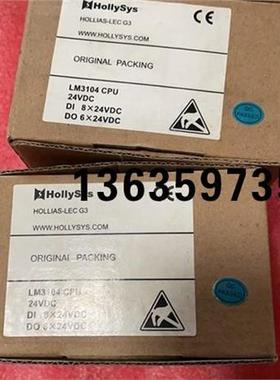 HollySys
HOLLIAS-LEC G3
WWW.HOLLYSYS.COM
ORIGINAL PACKING
LM3104 CPU
24VDC
DI 8×24VDC
DO 6×24VDC
QC
PASSED
1363597395
HollySys
HOLLIAS-LEC G3
WWW.HOLLYSYS.COM
ORIGINAL PACKING
LM3104 CPU
24VDC
DI 8×24VDC
DO 6×24VDC
QC
PASSED